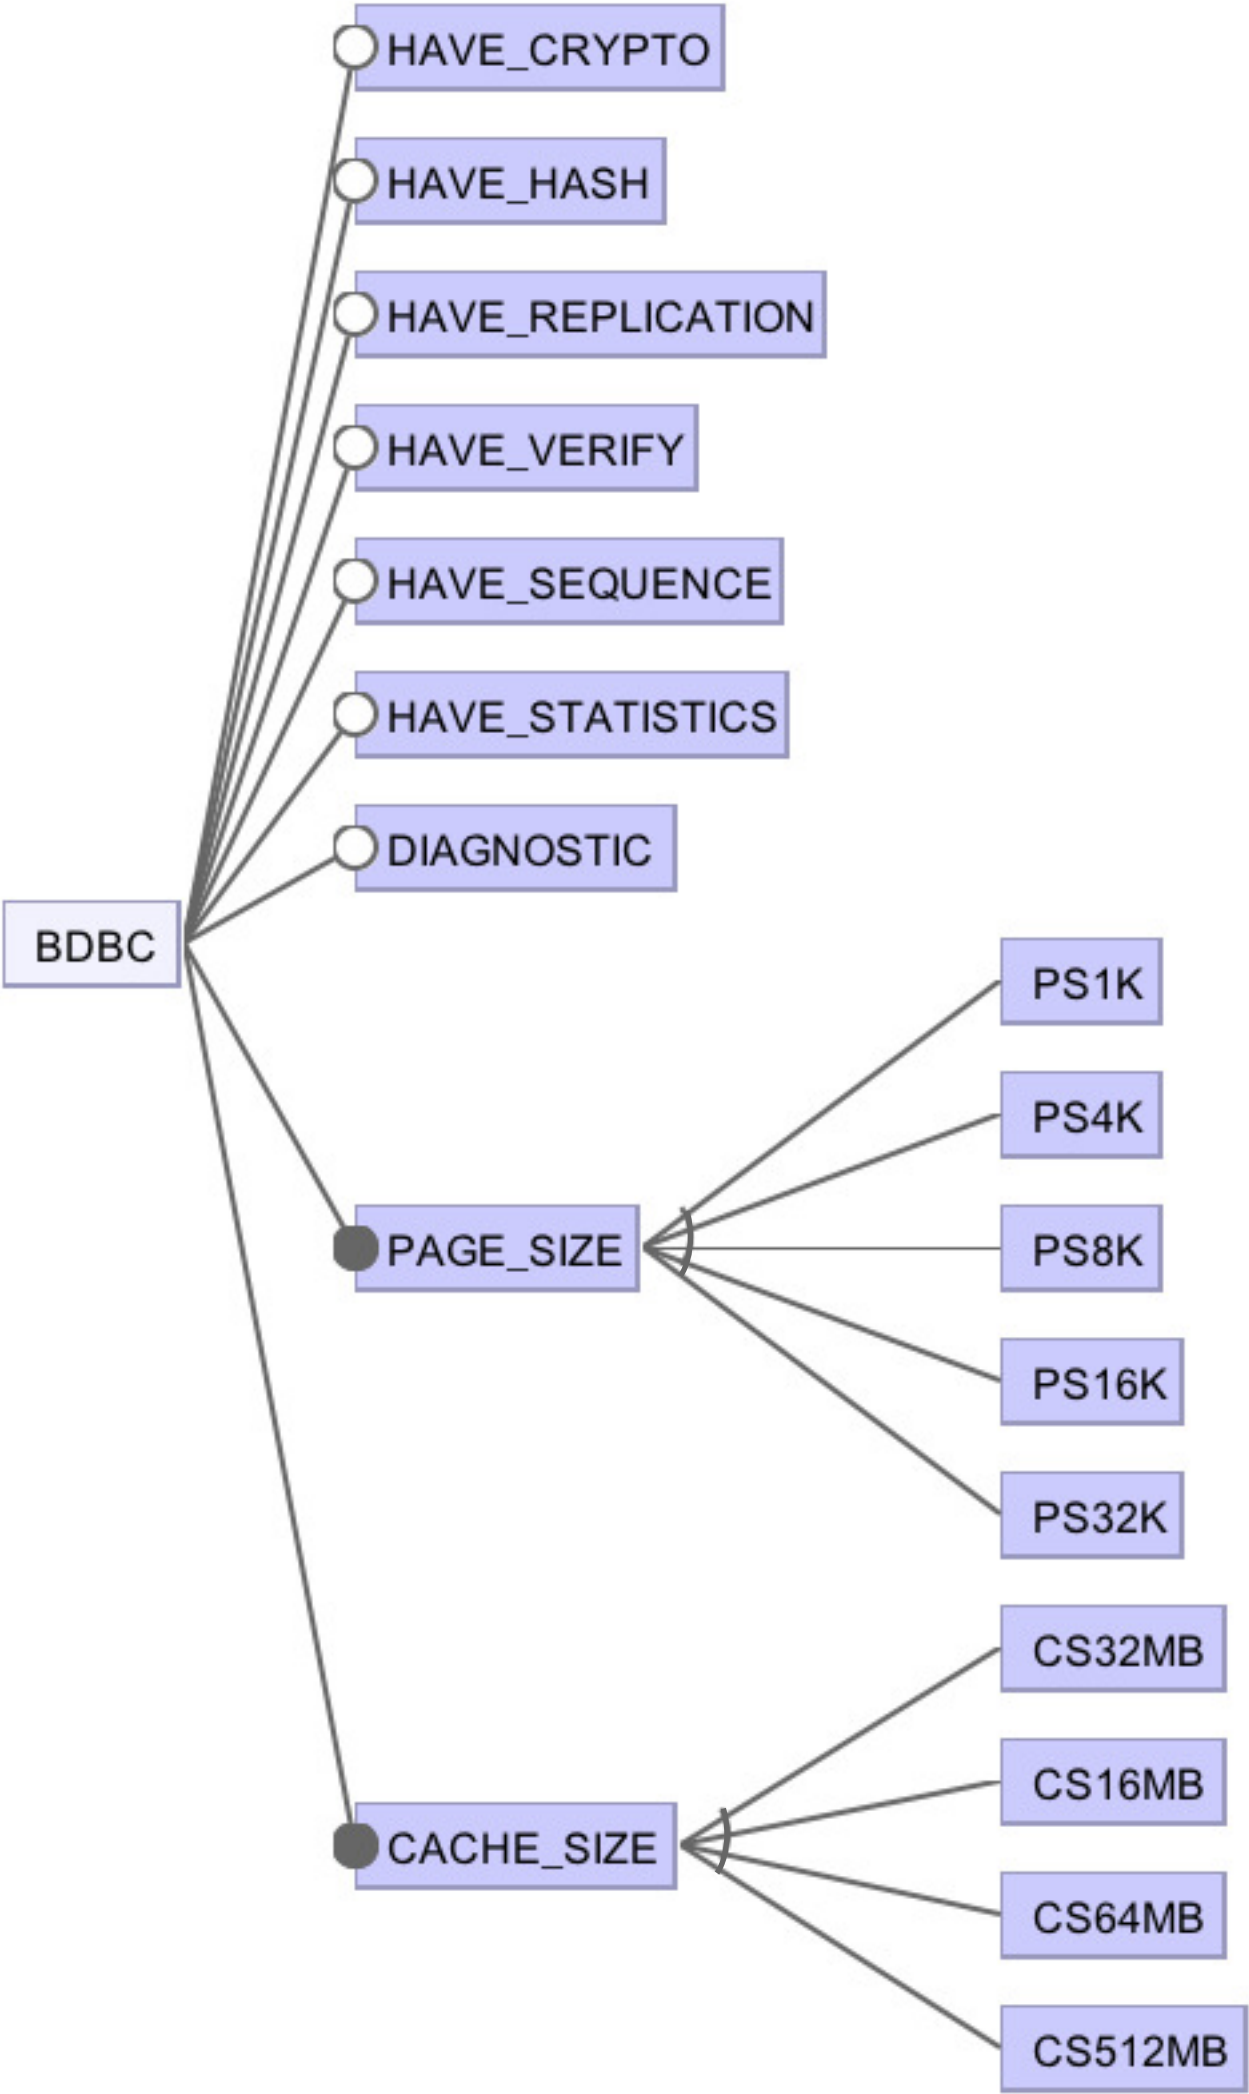 HAVE_CRYPTO
HAVE_HASH
HAVE_REPLICATION
HAVE_VERIFY
HAVE_SEQUENCE
HAVE_STATISTICS
DIAGNOSTIC
BDBC
PS1K
PS4K
PAGE_SIZE
PS8K
PS16K
PS32K
CS32MB
CS16MB
CACHE_SIZE
CS64MB
CS512MB